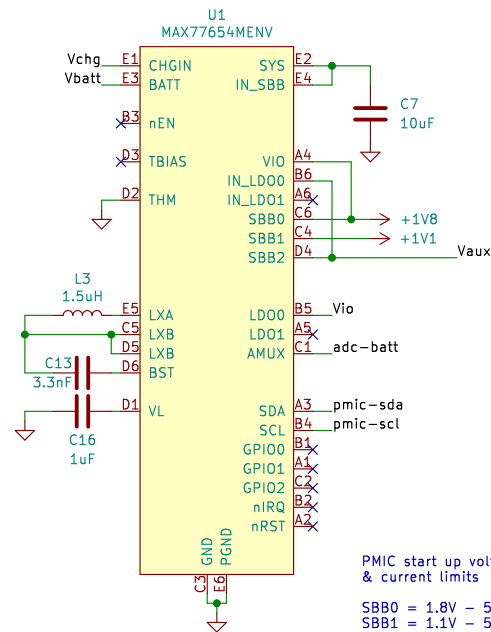 U1
MAX77654MENV
Vchg E1 CHGIN SYS E2
Vbatt E3 BATT IN_SBB E4
C7
10uF
B3 nEN
D3 TBIAS VIO A4
IN_LDO0 B6
D2 THM IN_LDO1 A6
SBB0 C6 +1V8
SBB1 C4 +1V1
SBB2 D4 Vaux
L3
1.5uH
E5 LXA LDO0 B5 Vio
C5 LXB LDO1 A5
D5 LXB AMUX C1 adc-batt
C13
3.3nF
D6 BST
D1 VL SDA A3 pmic-sda
SCL B4 pmic-scl
C16
1uF
GPIO0 B1
GPIO1 A1
GPIO2 C2
nIRQ B2
nRST A2
GND PGND
C3 E6
PMIC start up vol
& current limits
SBB0 = 1.8V - 5
SBB1 = 1.1V - 5